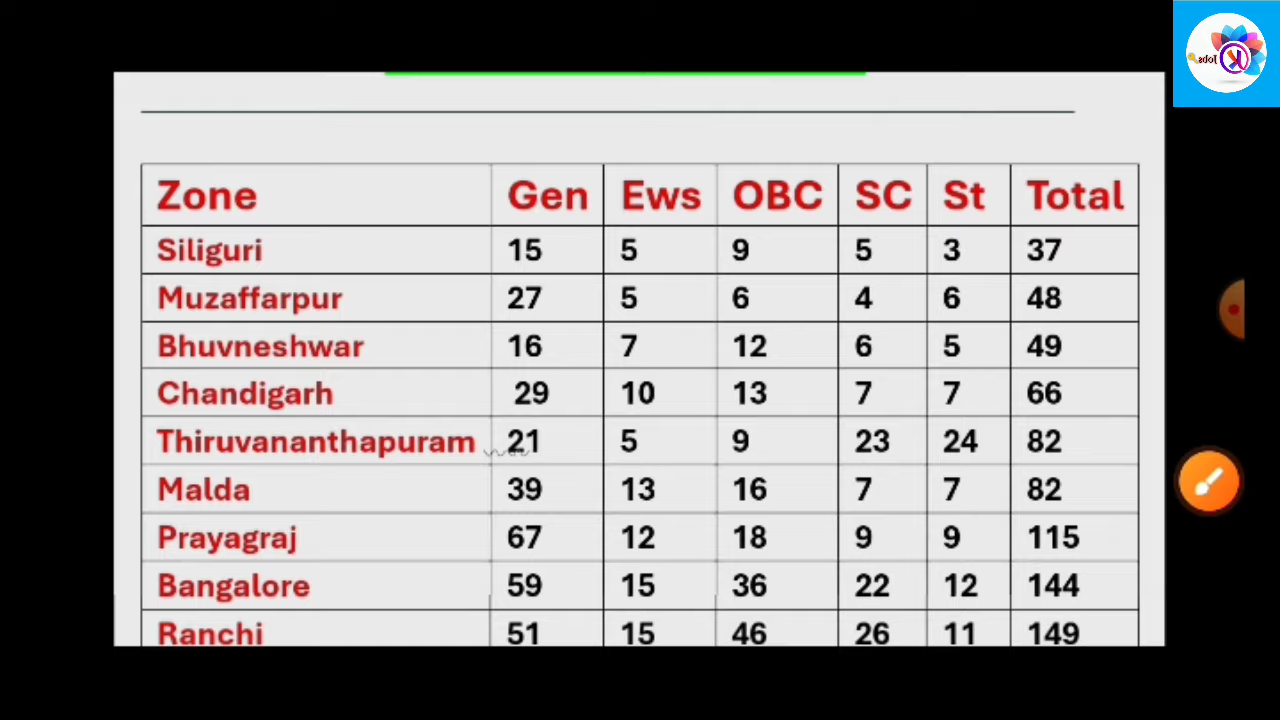 Zone Gen Ews OBC SC St Total
Siliguri 15 5 9 5 3 37
Muzaffarpur 27 5 6 4 6 48
Bhuvneshwar 16 7 12 6 5 49
Chandigarh 29 10 13 7 7 66
Thiruvananthapuram 21 5 9 23 24 82
Malda 39 13 16 7 7 82
Prayagraj 67 12 18 9 9 115
Bangalore 59 15 36 22 12 144
Ranchi 51 15 46 26 11 149